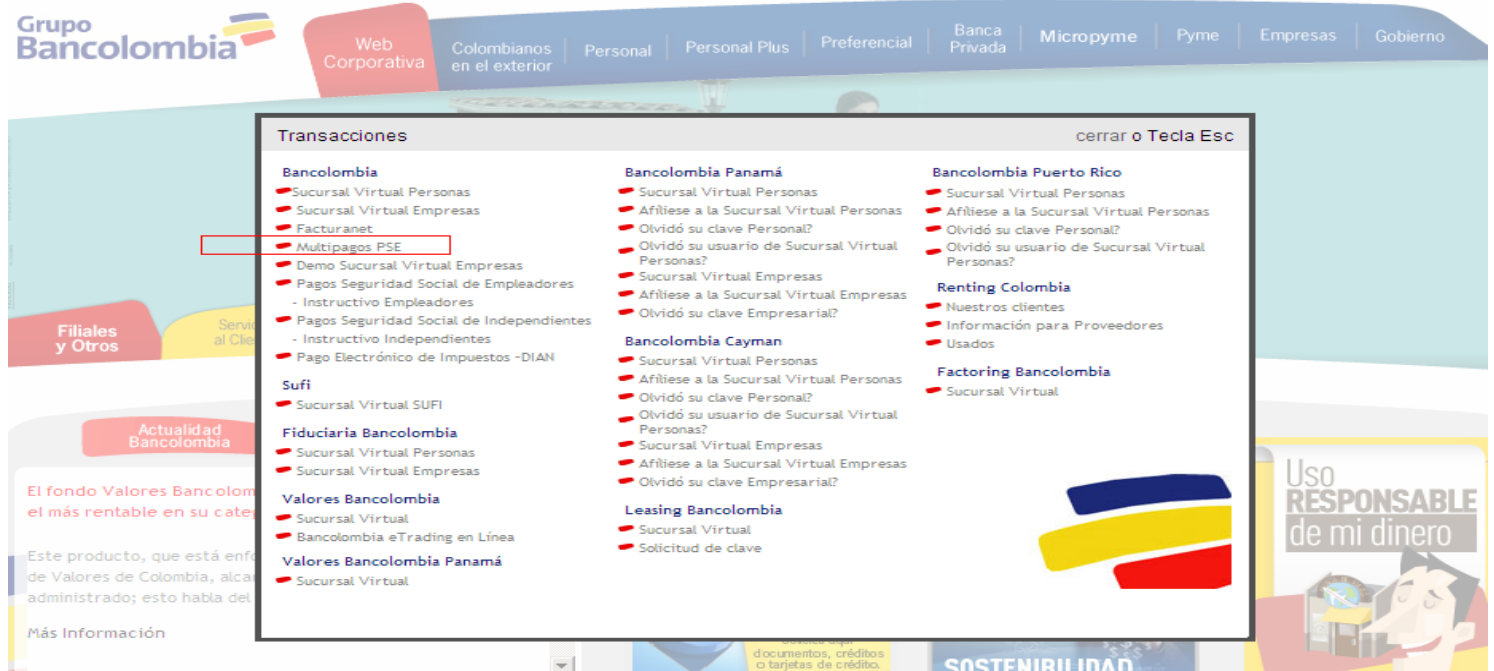 Grupo
Bancolombia
Web
Corporativa
Colombianos
en el exterior
Personal
Personal Plus
Preferencial
Banca
Privada
Micropyme
Pyme
Empresas
Gobierno
Transacciones
cerrar o Tecla Esc
Bancolombia
Sucursal Virtual Personas
Sucursal Virtual Empresas
Facturanet
Multipagos PSE
Demo Sucursal Virtual Empresas
Pagos Seguridad Social de Empleadores
- Instructivo Empleadores
Pagos Seguridad Social de Independientes
- Instructivo Independientes
Pago Electrónico de Impuestos -DIAN
Sufi
Sucursal Virtual SUFI
Fiduciaria Bancolombia
Sucursal Virtual Personas
Sucursal Virtual Empresas
Valores Bancolombia
Sucursal Virtual
Bancolombia eTrading en Línea
Valores Bancolombia Panamá
Sucursal Virtual
Bancolombia Panamá
Sucursal Virtual Personas
Afíliese a la Sucursal Virtual Personas
Olvidó su clave Personal?
Olvidó su usuario de Sucursal Virtual
Personas?
Sucursal Virtual Empresas
Afíliese a la Sucursal Virtual Empresas
Olvidó su clave Empresarial?
Bancolombia Cayman
Sucursal Virtual Personas
Afíliese a la Sucursal Virtual Personas
Olvidó su clave Personal?
Olvidó su usuario de Sucursal Virtual
Personas?
Sucursal Virtual Empresas
Afíliese a la Sucursal Virtual Empresas
Olvidó su clave Empresarial?
Leasing Bancolombia
Sucursal Virtual
Solicitud de clave
Bancolombia Puerto Rico
Sucursal Virtual Personas
Afíliese a la Sucursal Virtual Personas
Olvidó su clave Personal?
Olvidó su usuario de Sucursal Virtual
Personas?
Renting Colombia
Nuestros clientes
Información para Proveedores
Usados
Factoring Bancolombia
Sucursal Virtual
Filiales
y Otros
Servic
al Clie
Actualidad
Bancolombia
El fondo Valores Bancolom
el más rentable en su cate
Este producto, que está enfo
de Valores de Colombia, alca
administrado; esto habla del
Más Información
documentos, créditos
o tarjetas de crédito.
SOSTENIBILIDAD
Uso
RESPONSABLE
de mi dinero